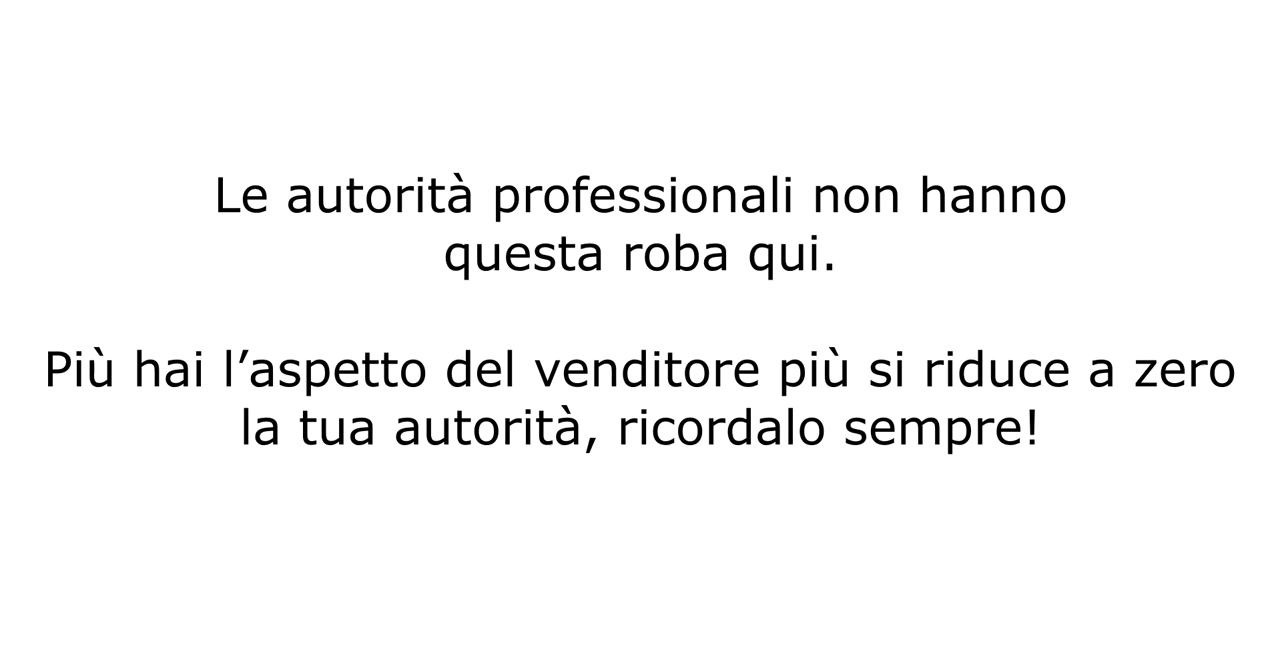 Le autorità professionali non hanno
questa roba qui.
Più hai l’aspetto del venditore più si riduce a zero
la tua autorità, ricordalo sempre!